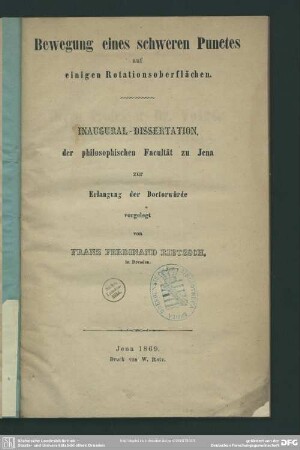 Bewegung eines schweren Punctes
auf
einigen Rotationsoberflächen.
INAUGURAL-DISSERTATION,
der philosophischen Facultät zu Jena
zur
Erlangung der Doctorwürde
vorgelegt
von
FRANZ FERDINAND RIETZSCH,
in Dresden.
Jena 1869.
Druck von W. Ratz.